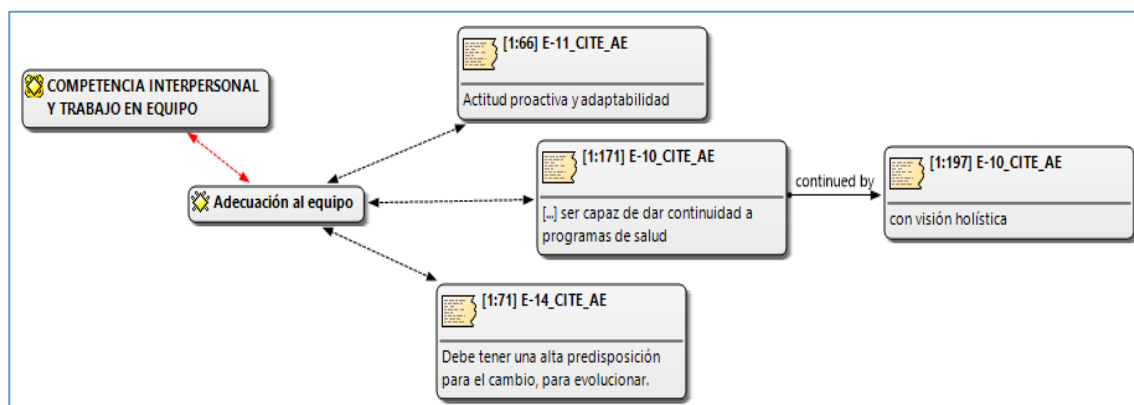 [1:66] E-11_CITE_AE
Actitud proactiva y adaptabilidad
COMPETENCIA INTERPERSONAL
Y TRABAJO EN EQUIPO
[1:171] E-10_CITE_AE
[...] ser capaz de dar continuidad a
programas de salud
continued by
[1:197] E-10_CITE_AE
con visión holística
Adecuación al equipo
[1:71] E-14_CITE_AE
Debe tener una alta predisposición
para el cambio, para evolucionar.